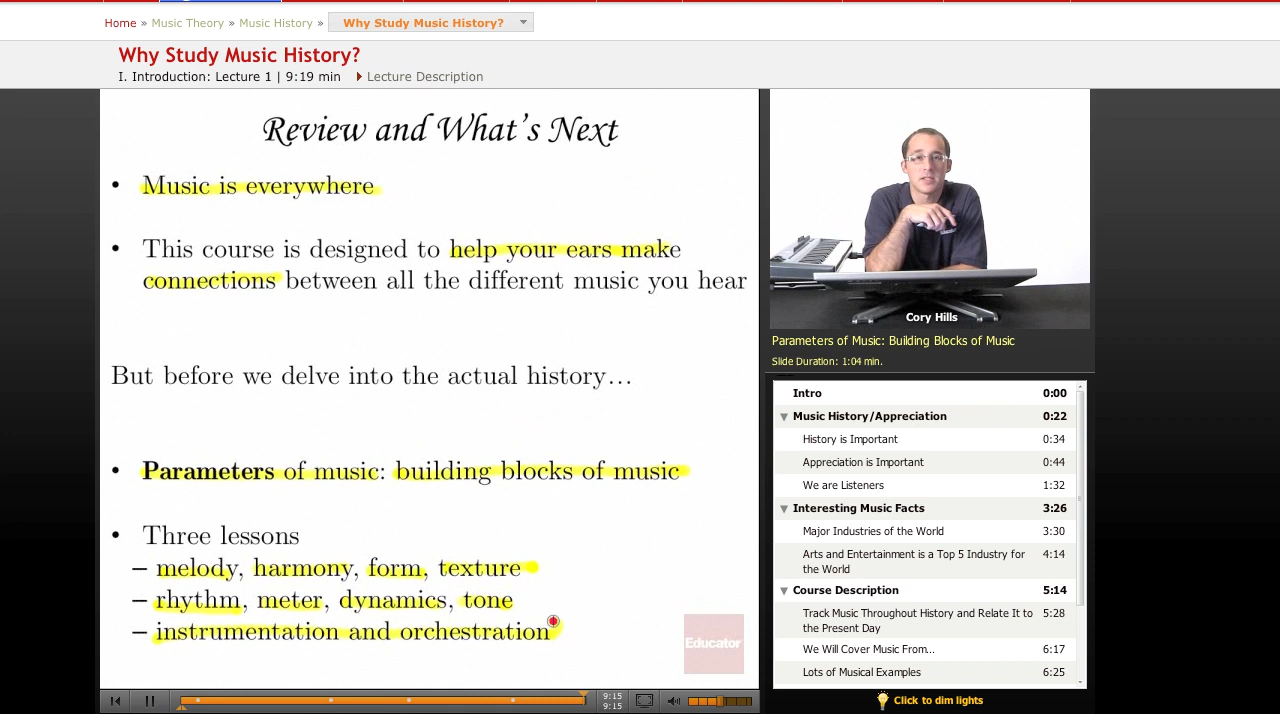 Home » Music Theory » Music History » Why Study Music History?
Why Study Music History?
I. Introduction: Lecture 1 | 9:19 min Lecture Description
Review and What's Next
• Music is everywhere
• This course is designed to help your ears make
connections between all the different music you hear
But before we delve into the actual history...
• Parameters of music: building blocks of music
• Three lessons
– melody, harmony, form, texture
– rhythm, meter, dynamics, tone
– instrumentation and orchestration
Educator
9:15
9:15
Cory Hills
Parameters of Music: Building Blocks of Music
Slide Duration: 1:04 min.
Intro 0:00
Music History/Appreciation 0:22
History is Important 0:34
Appreciation is Important 0:44
We are Listeners 1:32
Interesting Music Facts 3:26
Major Industries of the World 3:30
Arts and Entertainment is a Top 5 Industry for 4:14
the World
Course Description 5:14
Track Music Throughout History and Relate It to 5:28
the Present Day
We Will Cover Music From... 6:17
Lots of Musical Examples 6:25
Click to dim lights